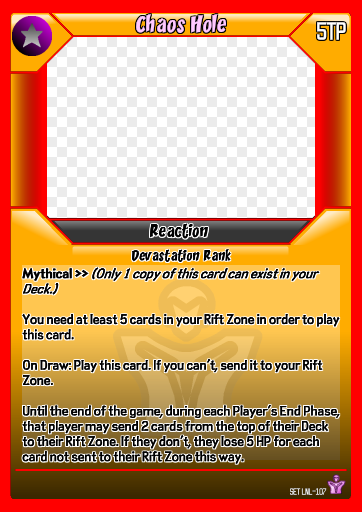 Chaos Hole
5TP
Reaction
Devastation Rank
Mythical >> (Only 1 copy of this card can exist in your
Deck.)
You need at least 5 cards in your Rift Zone in order to play
this card.
On Draw: Play this card. If you can't, send it to your Rift
Zone.
Until the end of the game, during each Player's End Phase,
that player may send 2 cards from the top of their Deck
to their Rift Zone. If they don't, they lose 5 HP for each
card not sent to their Rift Zone this way.
SET LNL-107